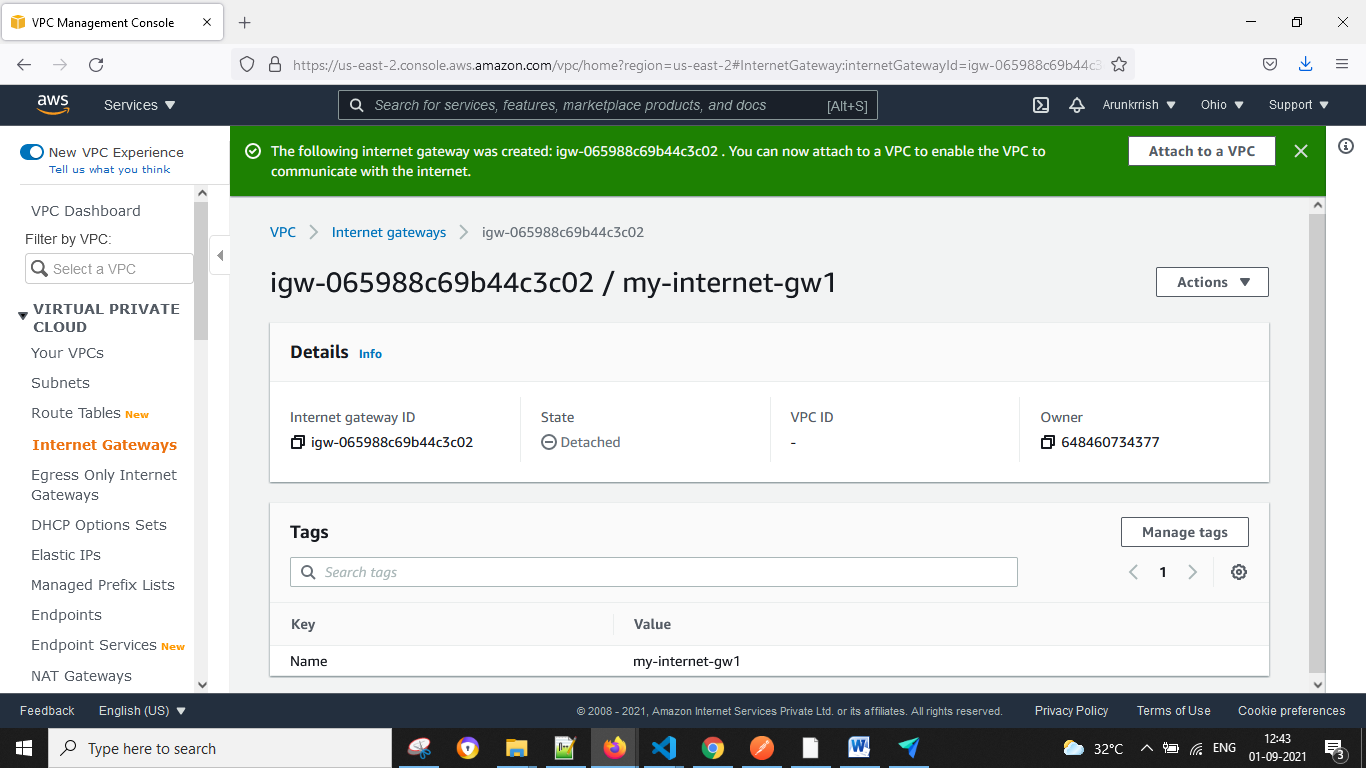 VPC Management Console
https://us-east-2.console.aws.amazon.com/vpc/home?region=us-east-2#InternetGateway:internetGatewayId=igw-065988c69b44c3
aws
Services
Search for services, features, marketplace products, and docs
[Alt+S]
Arunkrrish
Ohio
Support
New VPC Experience
Tell us what you think
The following internet gateway was created: igw-065988c69b44c3c02 . You can now attach to a VPC to enable the VPC to
communicate with the internet.
Attach to a VPC
VPC Dashboard
Filter by VPC:
Select a VPC
VIRTUAL PRIVATE
CLOUD
Your VPCs
Subnets
Route Tables New
Internet Gateways
Egress Only Internet
Gateways
DHCP Options Sets
Elastic IPs
Managed Prefix Lists
Endpoints
Endpoint Services New
NAT Gateways
VPC
Internet gateways
igw-065988c69b44c3c02
igw-065988c69b44c3c02 / my-internet-gw1
Actions
Details Info
Internet gateway ID
igw-065988c69b44c3c02
State
Detached
VPC ID
-
Owner
648460734377
Tags
Manage tags
Search tags
1
Key
Value
Name
my-internet-gw1
Feedback
English (US)
© 2008 - 2021, Amazon Internet Services Private Ltd. or its affiliates. All rights reserved.
Privacy Policy
Terms of Use
Cookie preferences
Type here to search
32°C
ENG
12:43
01-09-2021
3